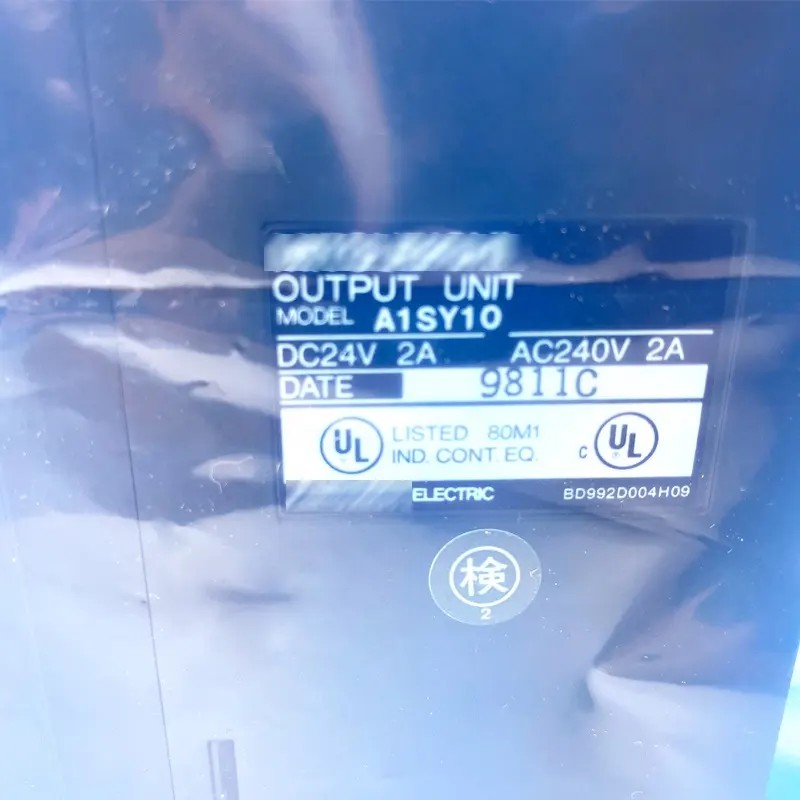 OUTPUT UNIT
MODEL A1SY10
DC24V 2A AC240V 2A
DATE 9811C
UL LISTED 80M1 C UL
IND. CONT. EQ.
ELECTRIC BD992D004H09
検
2